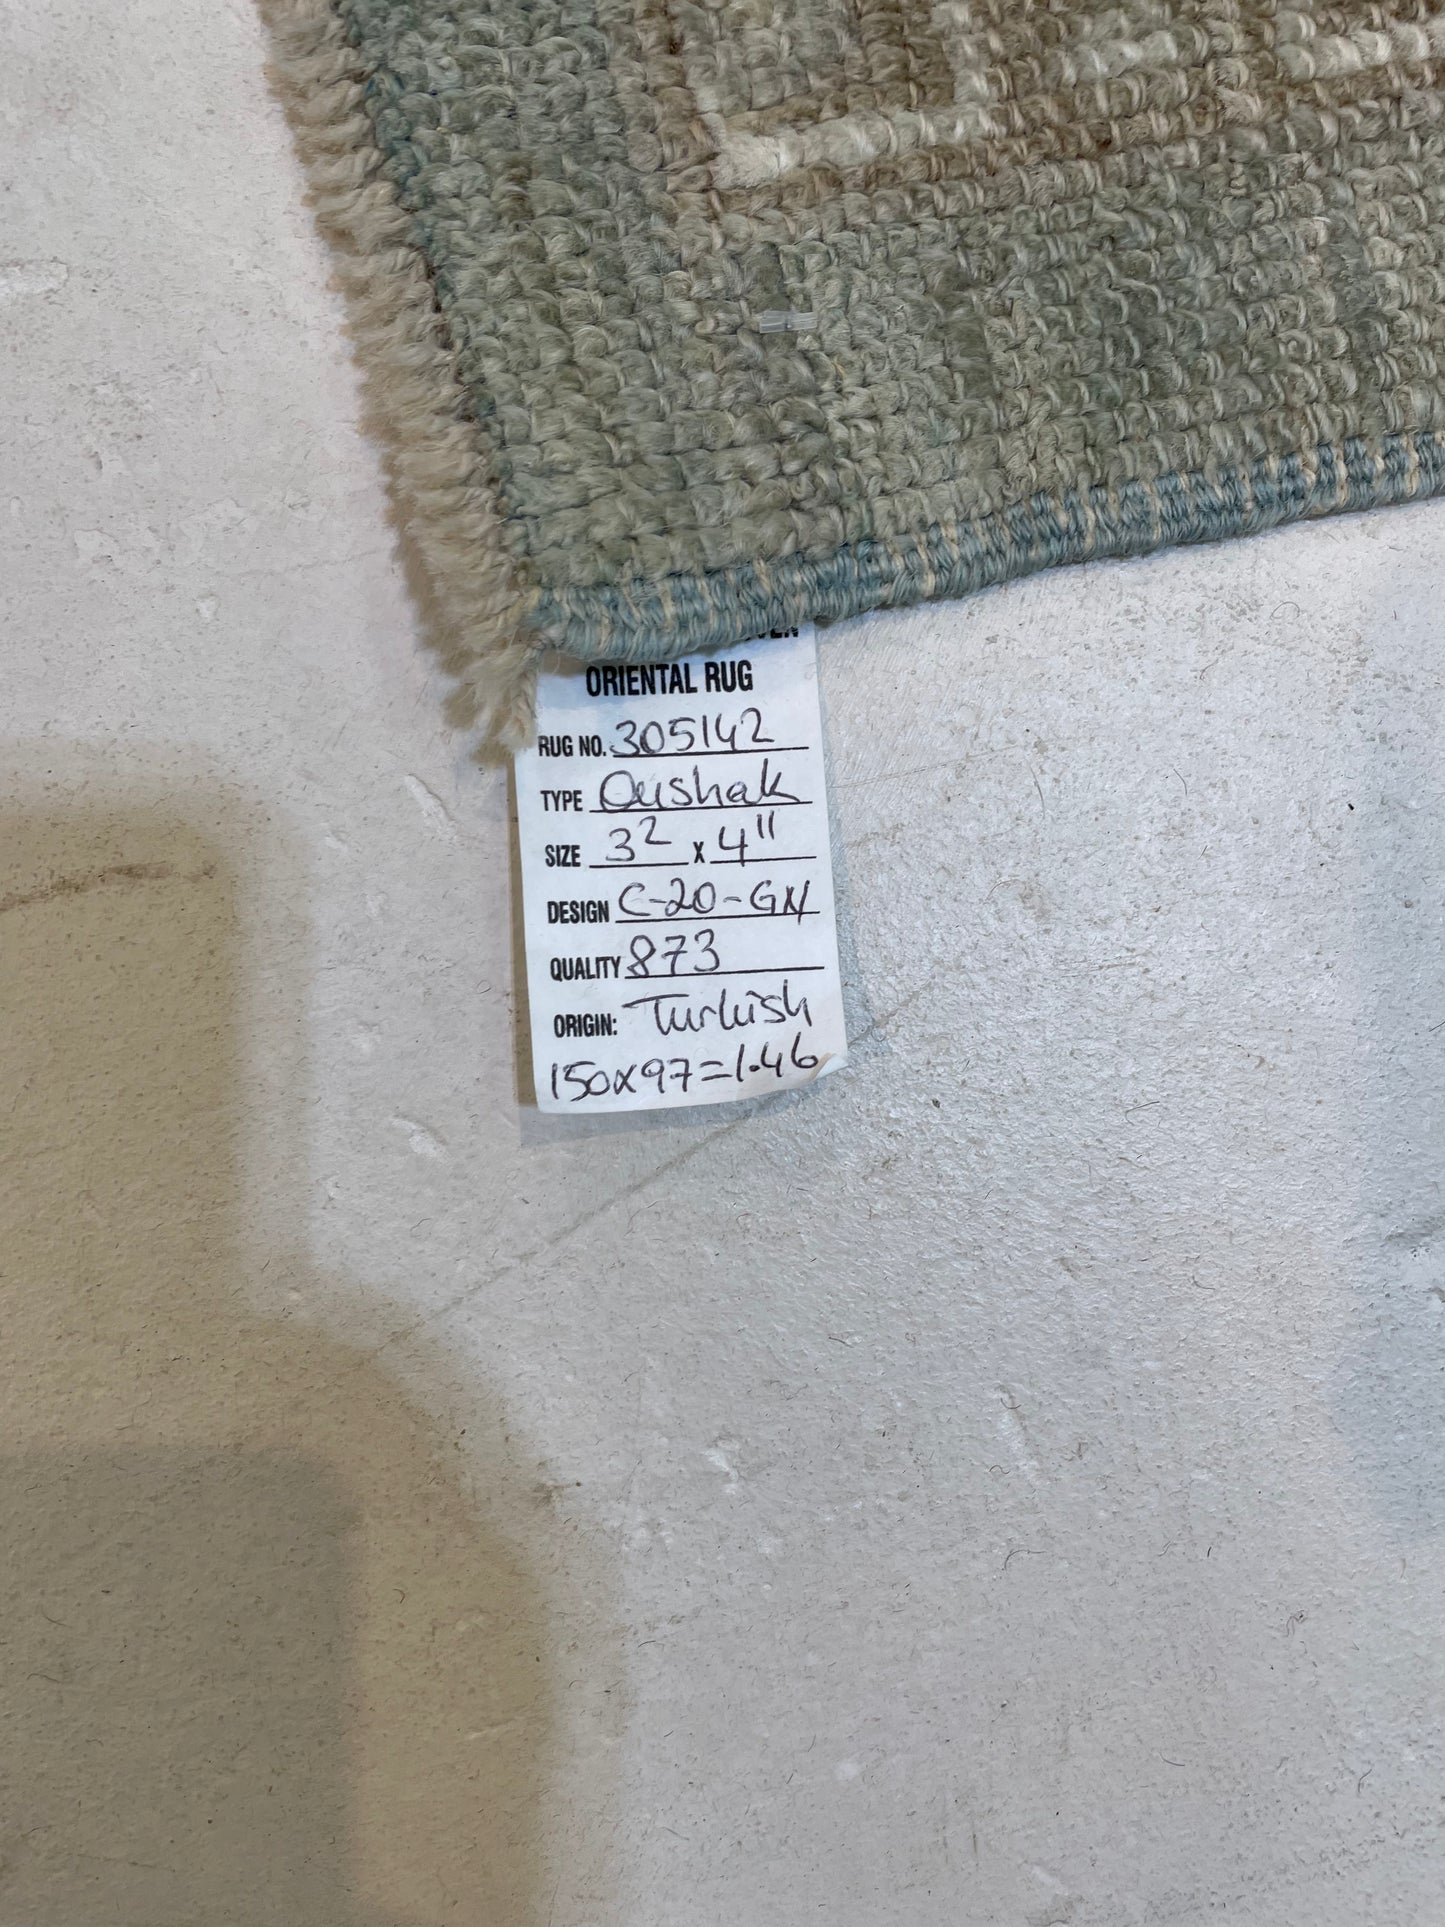 ORIENTAL RUG
RUG NO. 305142
TYPE Oushak
SIZE 3² x 4"
DESIGN C-20-GN
QUALITY 873
ORIGIN: Turkish
150x97=1.46